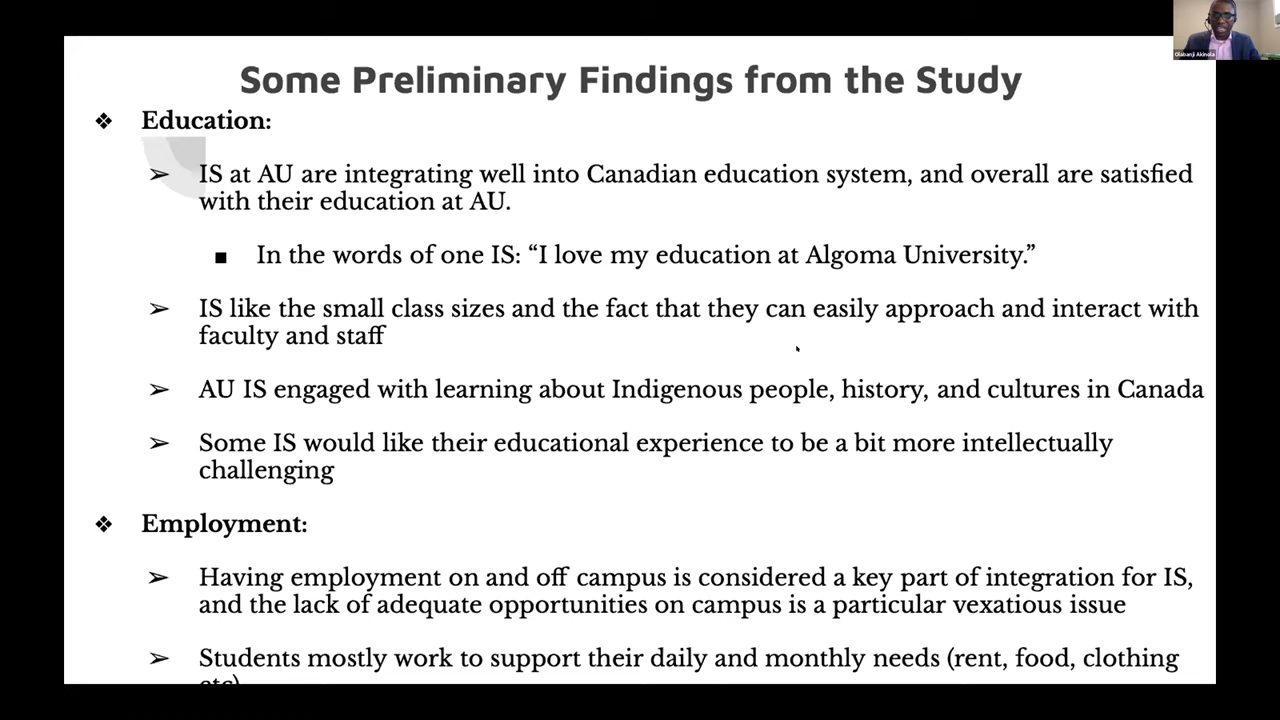 Olabanji Akinola
Some Preliminary Findings from the Study
❖ Education:
➢ IS at AU are integrating well into Canadian education system, and overall are satisfied
with their education at AU.
■ In the words of one IS: “I love my education at Algoma University.”
➢ IS like the small class sizes and the fact that they can easily approach and interact with
faculty and staff
➢ AU IS engaged with learning about Indigenous people, history, and cultures in Canada
➢ Some IS would like their educational experience to be a bit more intellectually
challenging
❖ Employment:
➢ Having employment on and off campus is considered a key part of integration for IS,
and the lack of adequate opportunities on campus is a particular vexatious issue
➢ Students mostly work to support their daily and monthly needs (rent, food, clothing
etc)